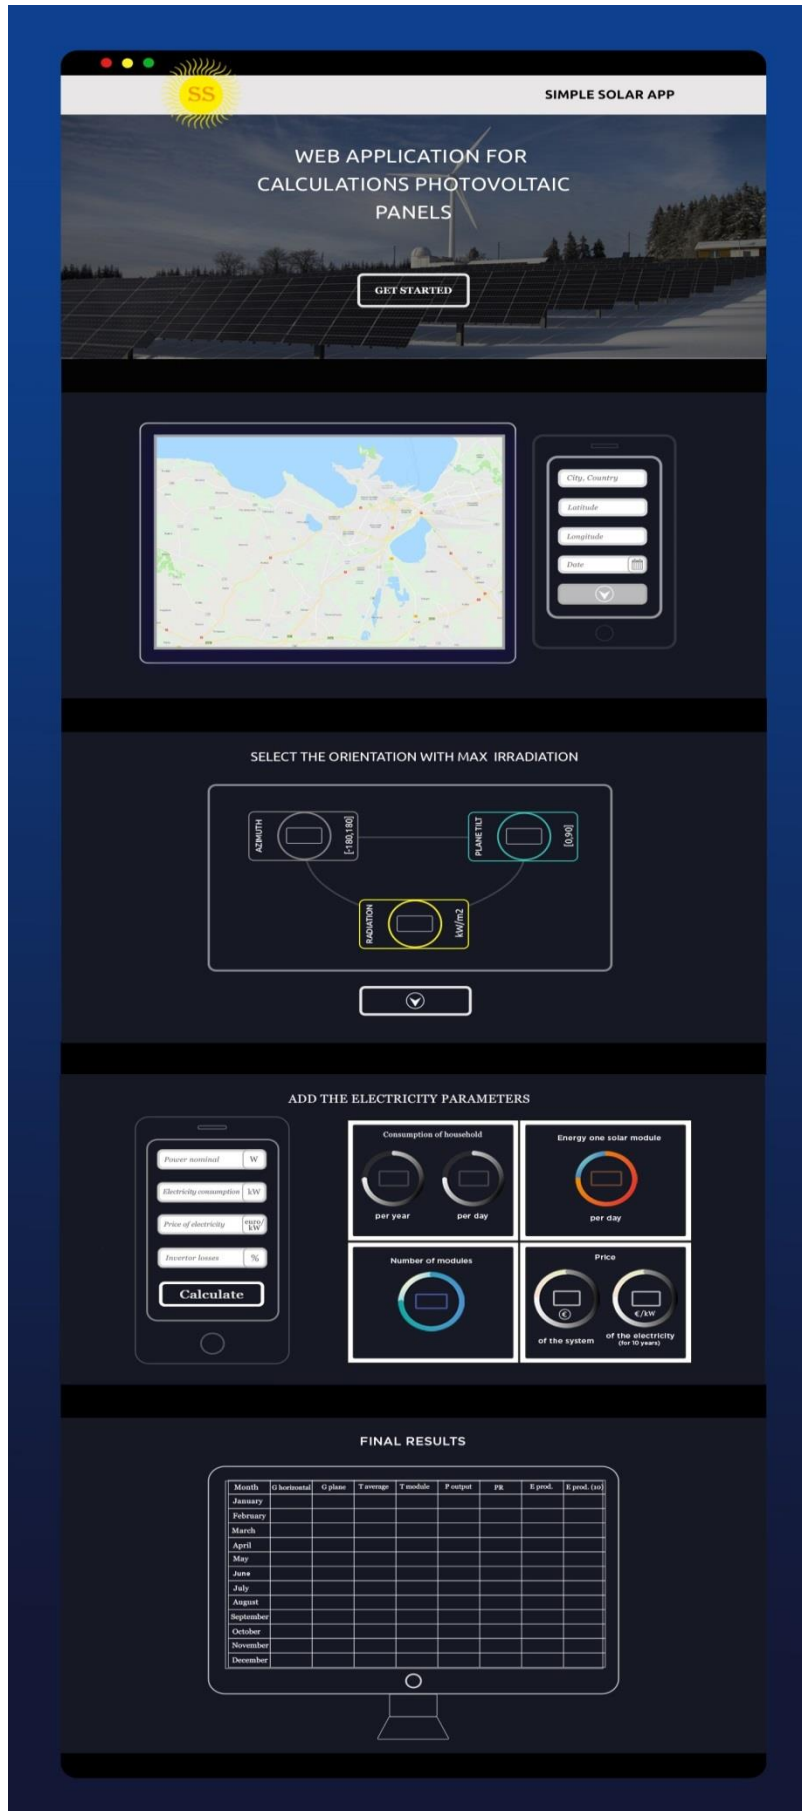 SS
SIMPLE SOLAR APP
WEB APPLICATION FOR
CALCULATIONS PHOTOVOLTAIC
PANELS
GET STARTED
City, Country
Latitude
Longitude
Date
SELECT THE ORIENTATION WITH MAX IRRADIATION
AZIMUTH
[-180,180]
PLANE TILT
[0,90]
RADIATION
kW/m2
ADD THE ELECTRICITY PARAMETERS
Power nominal W
Electricity consumption kW
Price of electricity euro/
kW
Invertor losses %
Calculate
Consumption of household
per year per day
Energy one solar module
per day
Number of modules
Price
€ €/kW
of the system of the electricity
(for 10 years)
FINAL RESULTS
Month G horizontal G plane T average T module P output PR E prod. E prod. (10)
January
February
March
April
May
June
July
August
September
October
November
December